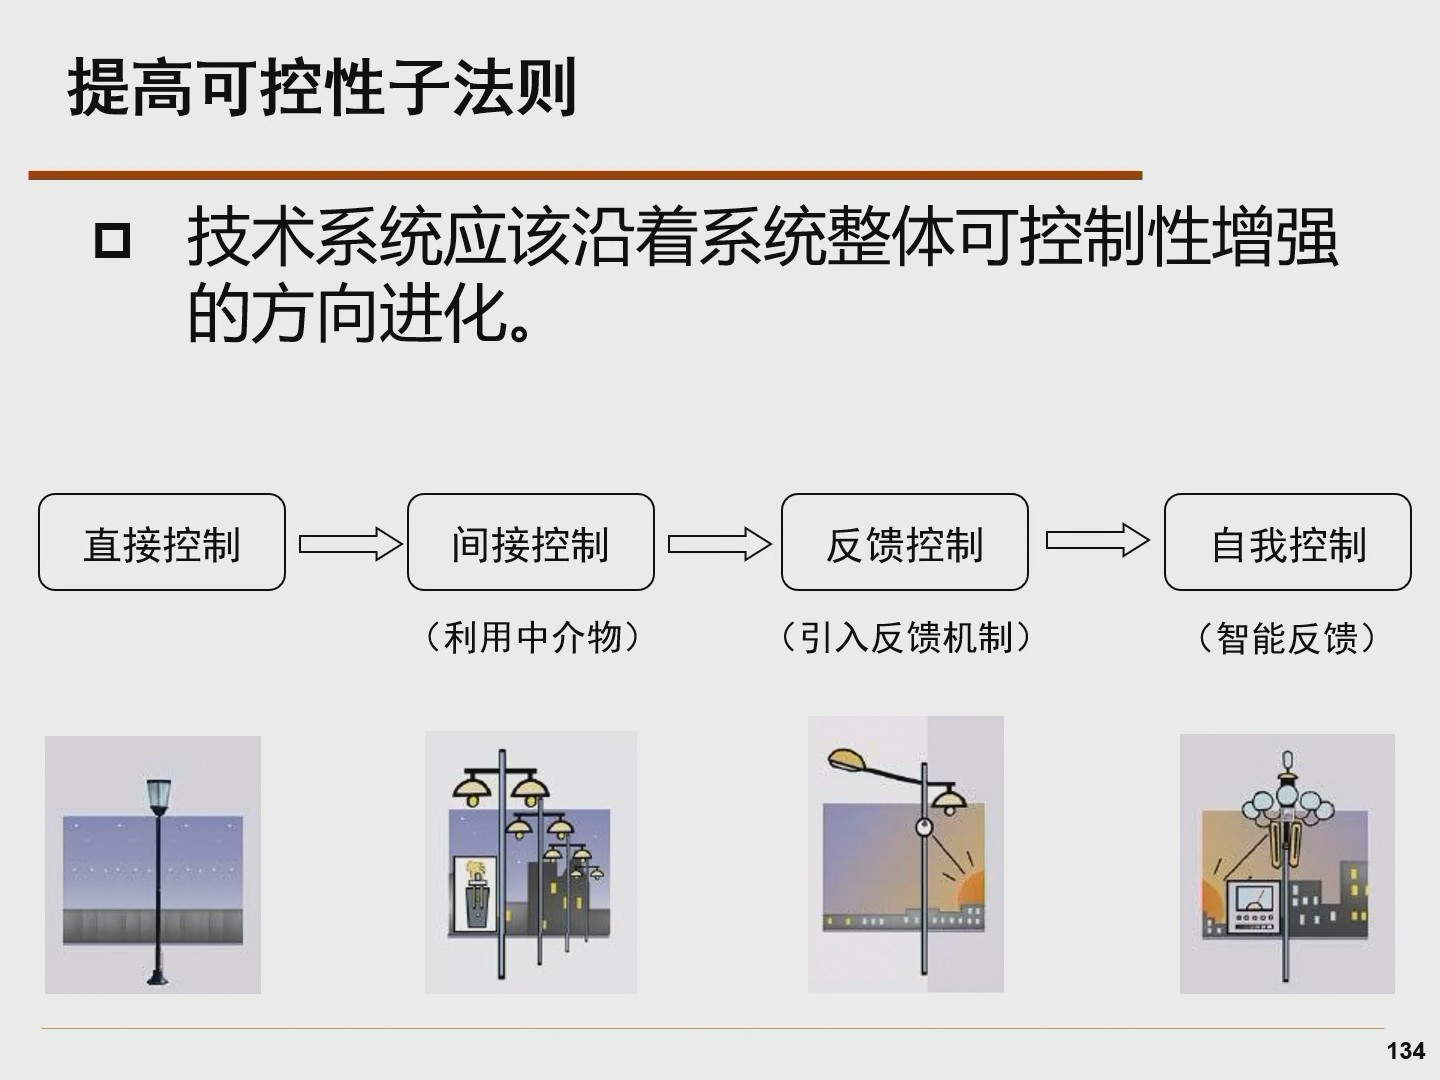 提高可控性子法则
技术系统应该沿着系统整体可控制性增强
的方向进化。
直接控制
间接控制
反馈控制
自我控制
（利用中介物）
（引入反馈机制）
（智能反馈）
134